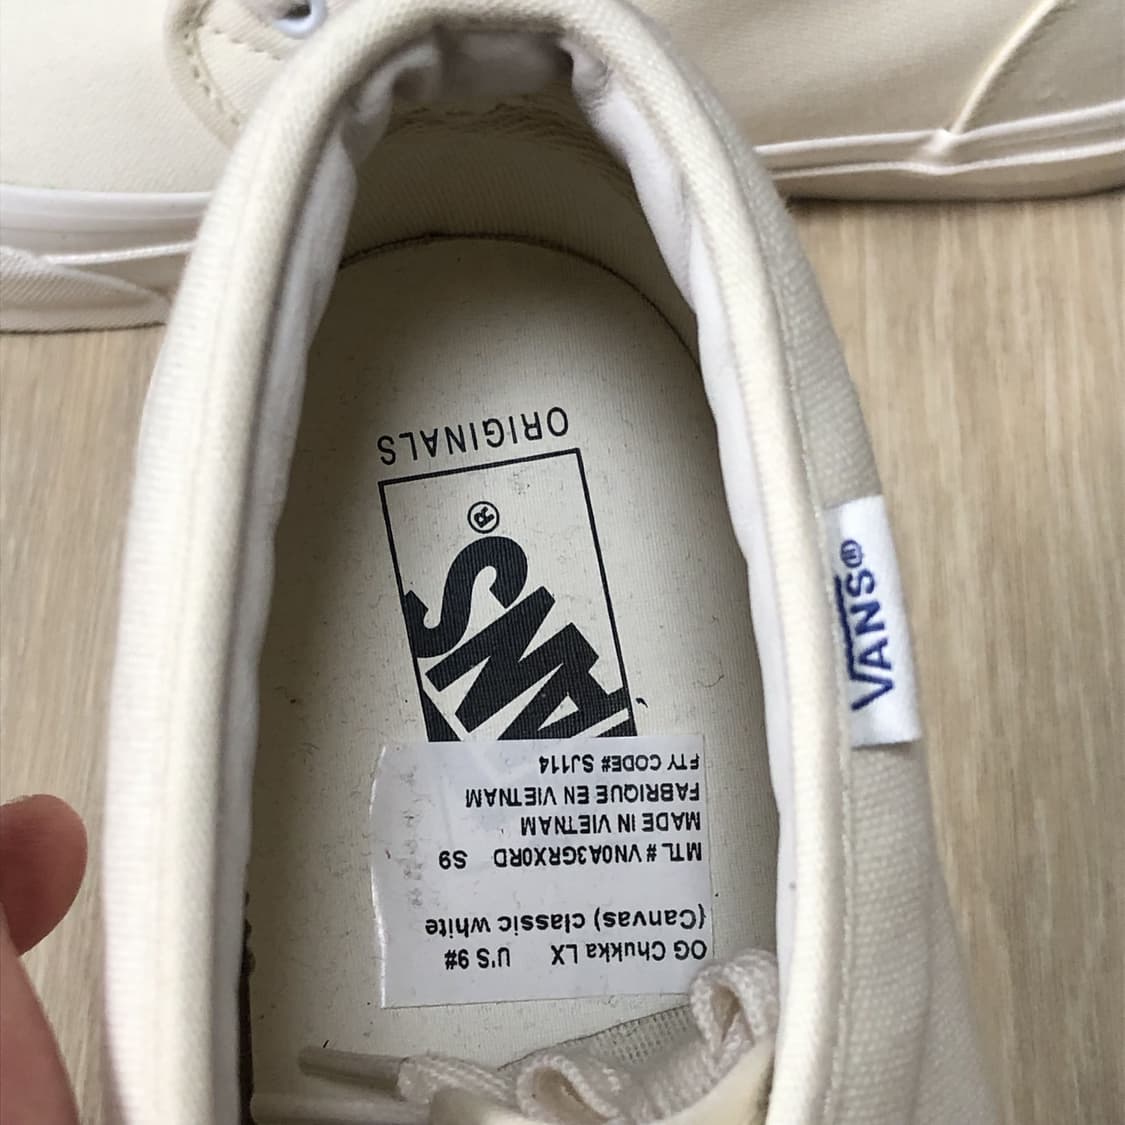 OG Chukka LX U'S 9#
(Canvas) classic white
MTL # VN0A3GRX0RD S9
MADE IN VIETNAM
FABRIQUE EN VIETNAM
FTY CODE# SJ114
VANS®
ORIGINALS
VANS®